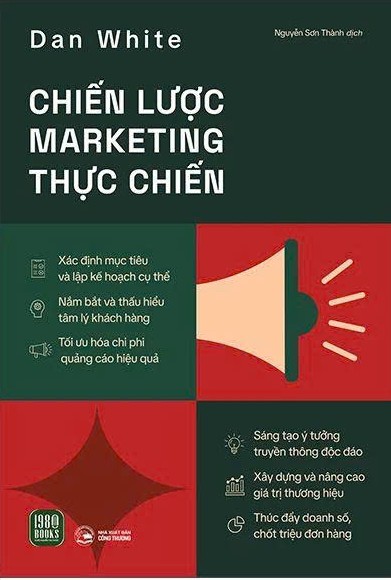 Dan White
Nguyễn Sơn Thành dịch
CHIẾN LƯỢC
MARKETING
THỰC CHIẾN
Xác định mục tiêu
và lập kế hoạch cụ thể
Nắm bắt và thấu hiểu
tâm lý khách hàng
Tối ưu hóa chi phí
quảng cáo hiệu quả
Sáng tạo ý tưởng
truyền thông độc đáo
Xây dựng và nâng cao
giá trị thương hiệu
Thúc đẩy doanh số,
chốt triệu đơn hàng
1980
BOOKS
NHÀ XUẤT BẢN
CÔNG THƯƠNG